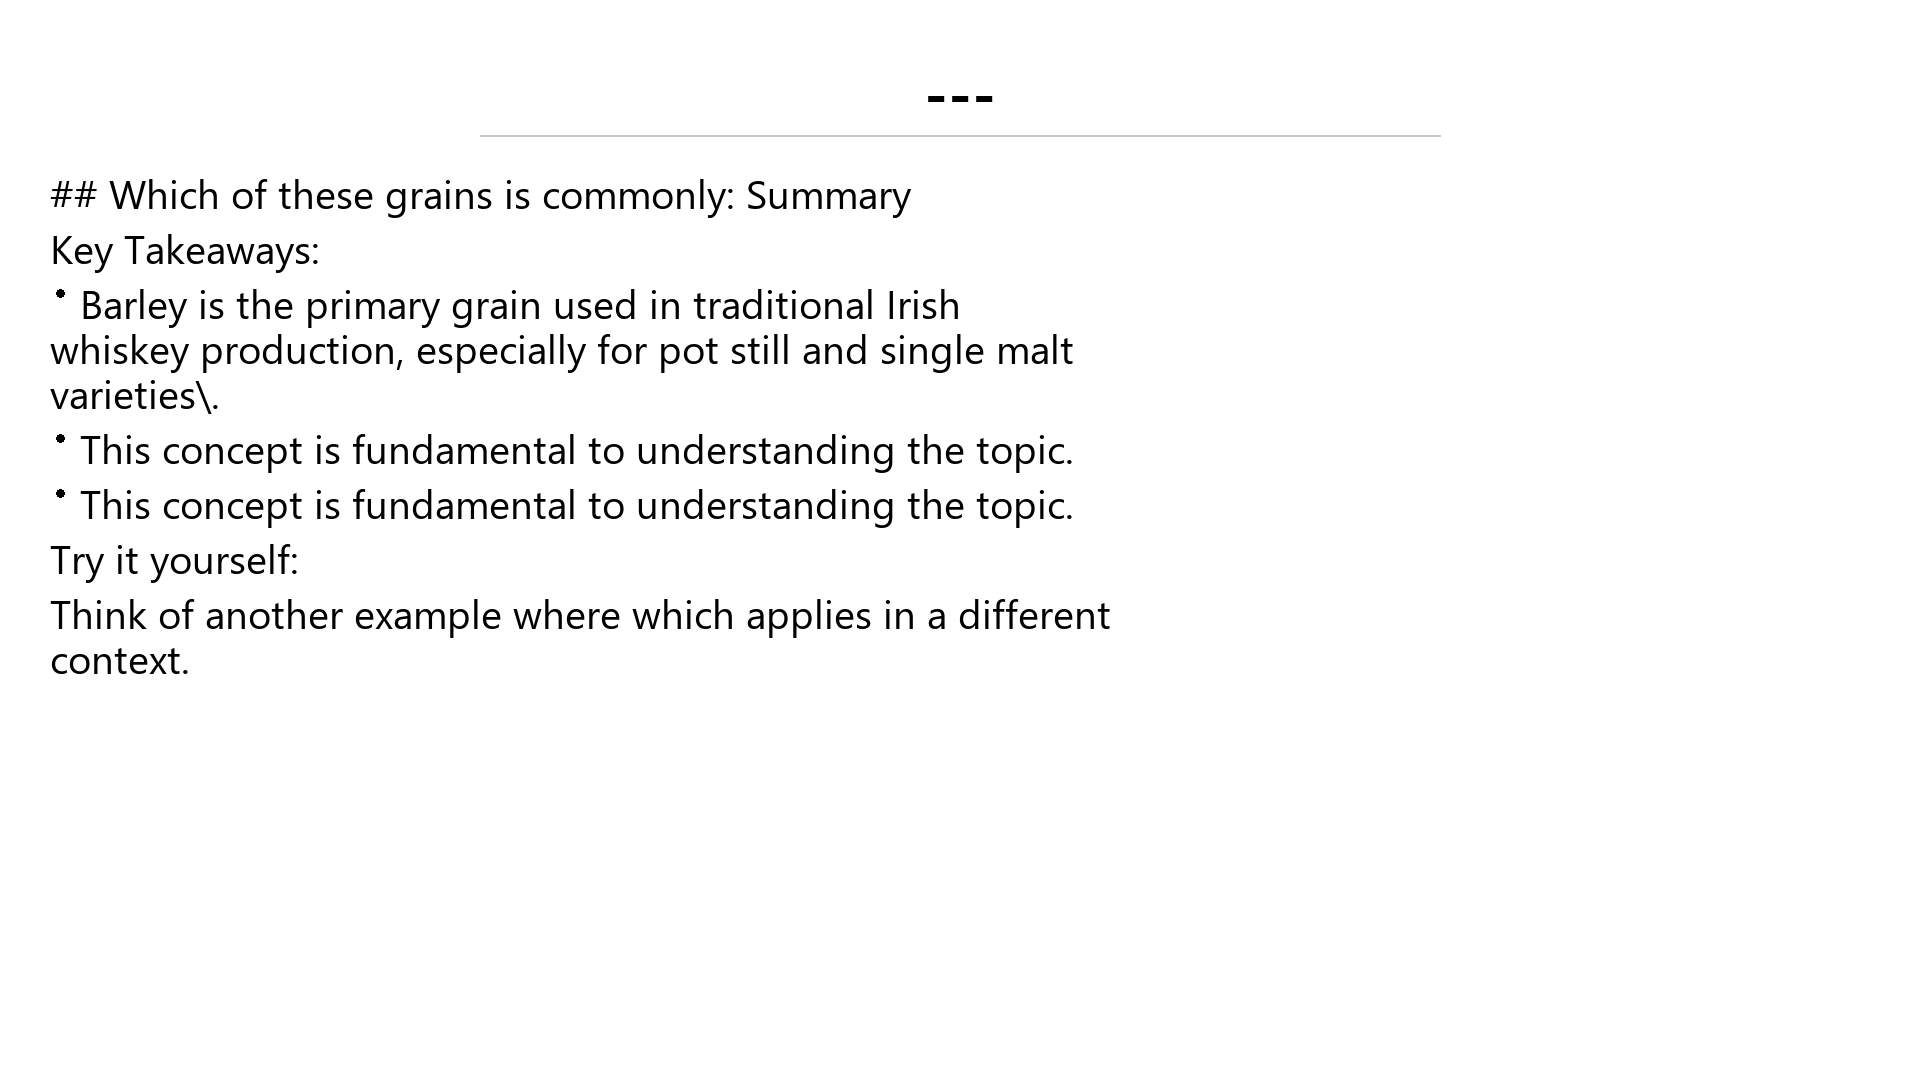 ---
## Which of these grains is commonly: Summary
Key Takeaways:
• Barley is the primary grain used in traditional Irish
whiskey production, especially for pot still and single malt
varieties\.
• This concept is fundamental to understanding the topic.
• This concept is fundamental to understanding the topic.
Try it yourself:
Think of another example where which applies in a different
context.